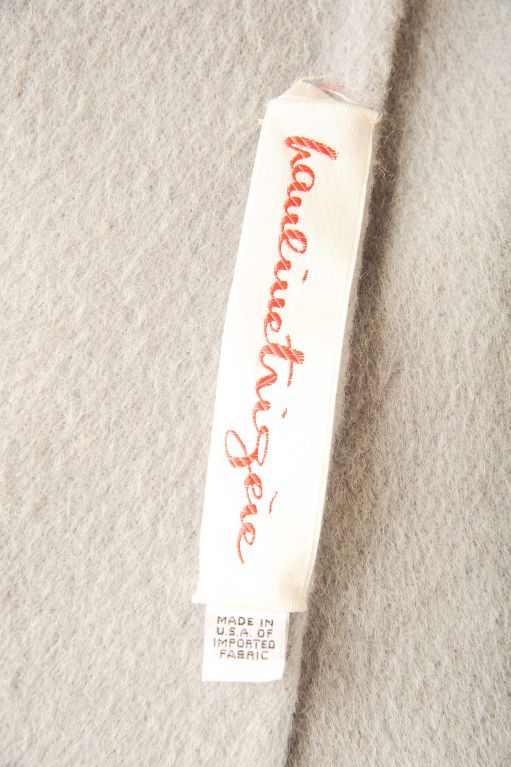 pauline trigère
MADE IN
U.S.A. OF
IMPORTED
FABRIC